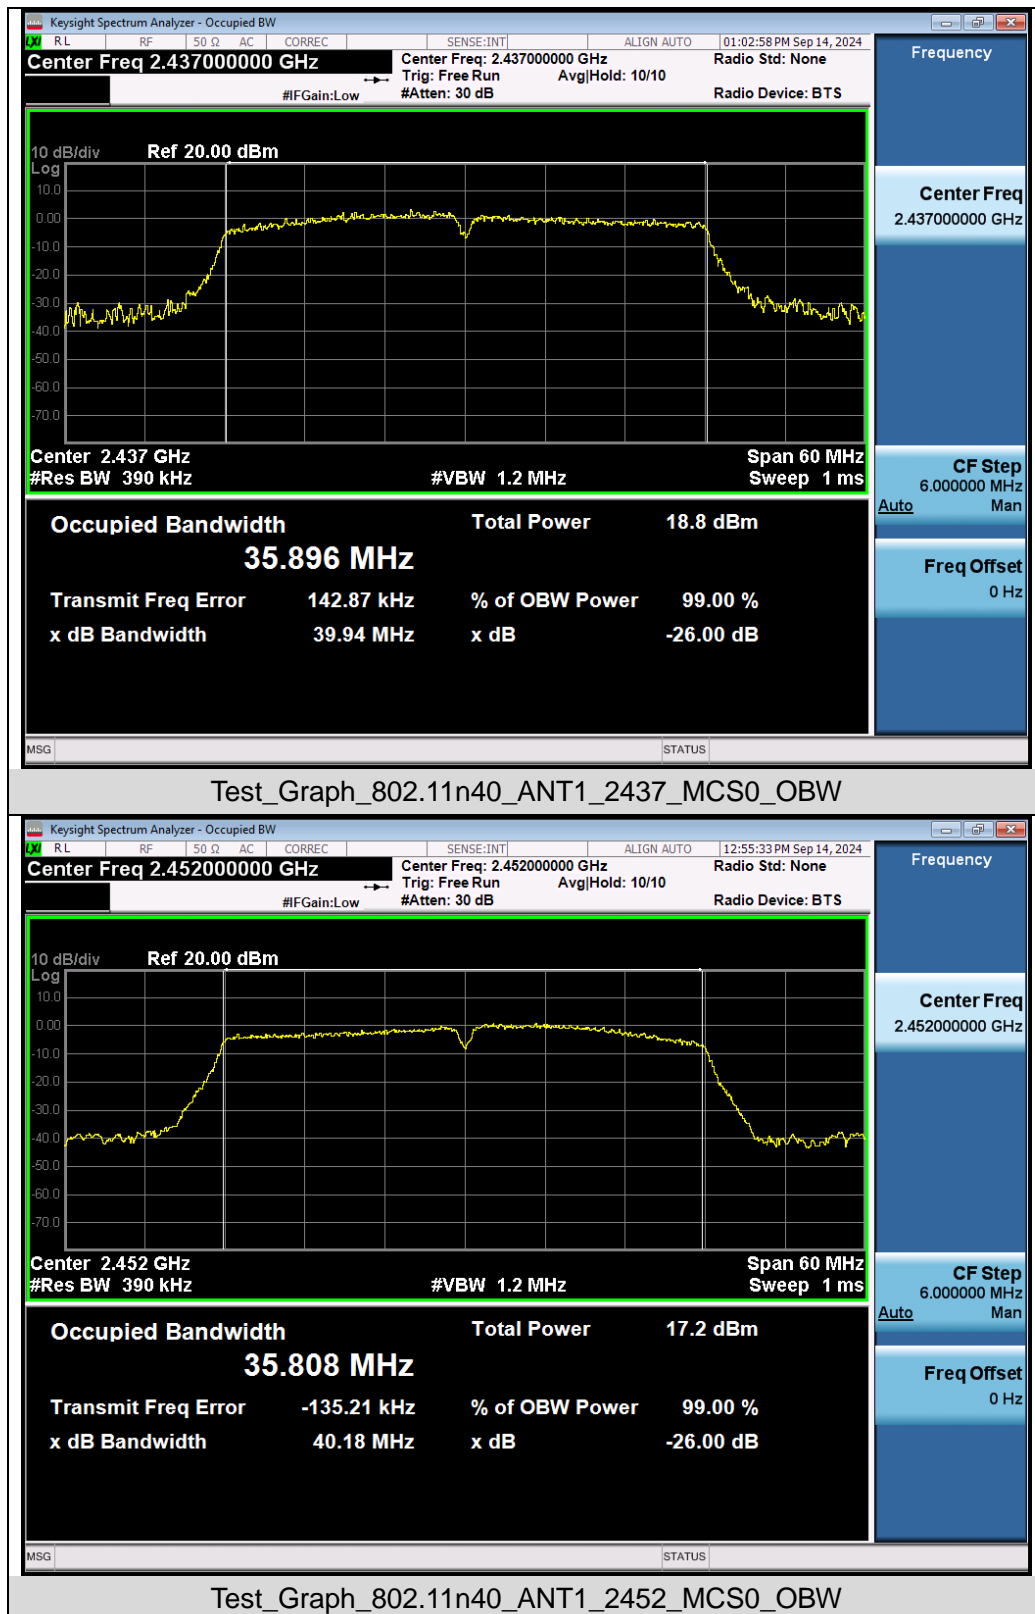 Keysight Spectrum Analyzer - Occupied BW
LXI RL RF 50 Ω AC CORREC SENSE:INT ALIGN AUTO 01:02:58 PM Sep 14, 2024
Center Freq 2.437000000 GHz
Center Freq: 2.437000000 GHz Radio Std: None
Trig: Free Run Avg|Hold: 10/10
#IFGain:Low #Atten: 30 dB Radio Device: BTS
Frequency
10 dB/div Ref 20.00 dBm
Log
10.0
0.00
-10.0
-20.0
-30.0
-40.0
-50.0
-60.0
-70.0
Center 2.437 GHz Span 60 MHz
#Res BW 390 kHz #VBW 1.2 MHz Sweep 1 ms
Center Freq
2.437000000 GHz
CF Step
6.000000 MHz
Auto Man
Freq Offset
0 Hz
Occupied Bandwidth Total Power 18.8 dBm
35.896 MHz
Transmit Freq Error 142.87 kHz % of OBW Power 99.00 %
x dB Bandwidth 39.94 MHz x dB -26.00 dB
MSG STATUS
Test_Graph_802.11n40_ANT1_2437_MCS0_OBW
Keysight Spectrum Analyzer - Occupied BW
LXI RL RF 50 Ω AC CORREC SENSE:INT ALIGN AUTO 12:55:33 PM Sep 14, 2024
Center Freq 2.452000000 GHz
Center Freq: 2.452000000 GHz Radio Std: None
Trig: Free Run Avg|Hold: 10/10
#IFGain:Low #Atten: 30 dB Radio Device: BTS
Frequency
10 dB/div Ref 20.00 dBm
Log
10.0
0.00
-10.0
-20.0
-30.0
-40.0
-50.0
-60.0
-70.0
Center 2.452 GHz Span 60 MHz
#Res BW 390 kHz #VBW 1.2 MHz Sweep 1 ms
Center Freq
2.452000000 GHz
CF Step
6.000000 MHz
Auto Man
Freq Offset
0 Hz
Occupied Bandwidth Total Power 17.2 dBm
35.808 MHz
Transmit Freq Error -135.21 kHz % of OBW Power 99.00 %
x dB Bandwidth 40.18 MHz x dB -26.00 dB
MSG STATUS
Test_Graph_802.11n40_ANT1_2452_MCS0_OBW